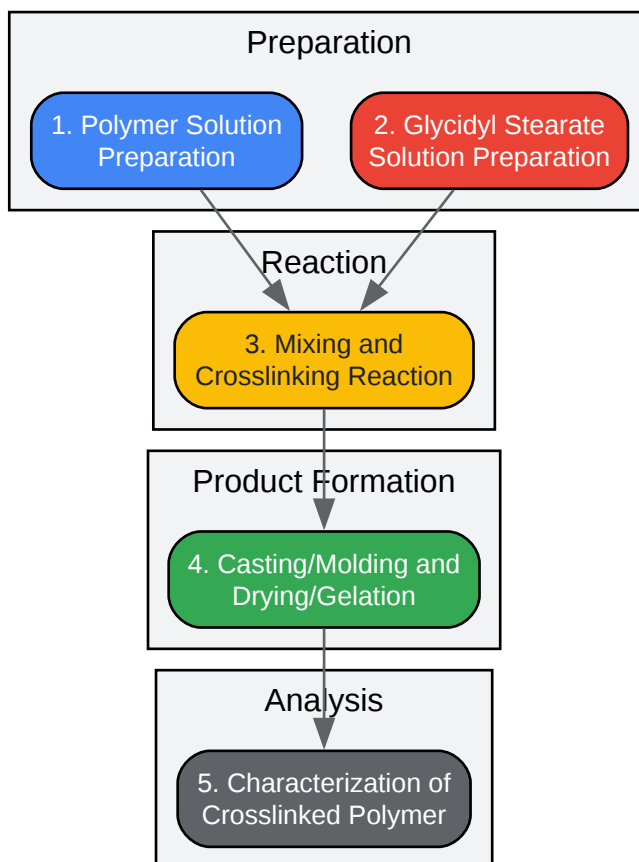 Preparation
1. Polymer Solution
Preparation
2. Glycidyl Stearate
Solution Preparation
Reaction
3. Mixing and
Crosslinking Reaction
Product Formation
4. Casting/Molding and
Drying/Gelation
Analysis
5. Characterization of
Crosslinked Polymer